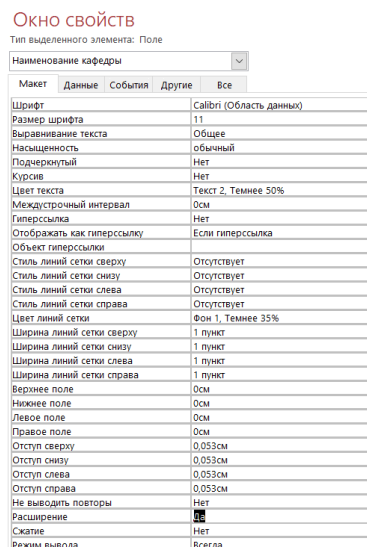 Окно свойств
Тип выделенного элемента: Поле
Наименование кафедры
Макет Данные События Другие Все
Шрифт Calibri (Область данных)
Размер шрифта 11
Выравнивание текста Общее
Насыщенность обычный
Подчеркнутый Нет
Курсив Нет
Цвет текста Текст 2, Темнее 50%
Междустрочный интервал 0см
Гиперссылка Нет
Отображать как гиперссылку Если гиперссылка
Объект гиперссылки
Стиль линий сетки сверху Отсутствует
Стиль линий сетки снизу Отсутствует
Стиль линий сетки слева Отсутствует
Стиль линий сетки справа Отсутствует
Цвет линий сетки Фон 1, Темнее 35%
Ширина линий сетки сверху 1 пункт
Ширина линий сетки снизу 1 пункт
Ширина линий сетки слева 1 пункт
Ширина линий сетки справа 1 пункт
Верхнее поле 0см
Нижнее поле 0см
Левое поле 0см
Правое поле 0см
Отступ сверху 0,053см
Отступ снизу 0,053см
Отступ слева 0,053см
Отступ справа 0,053см
Не выводить повторы Нет
Расширение Да
Сжатие Нет
Режим вывода Всегда